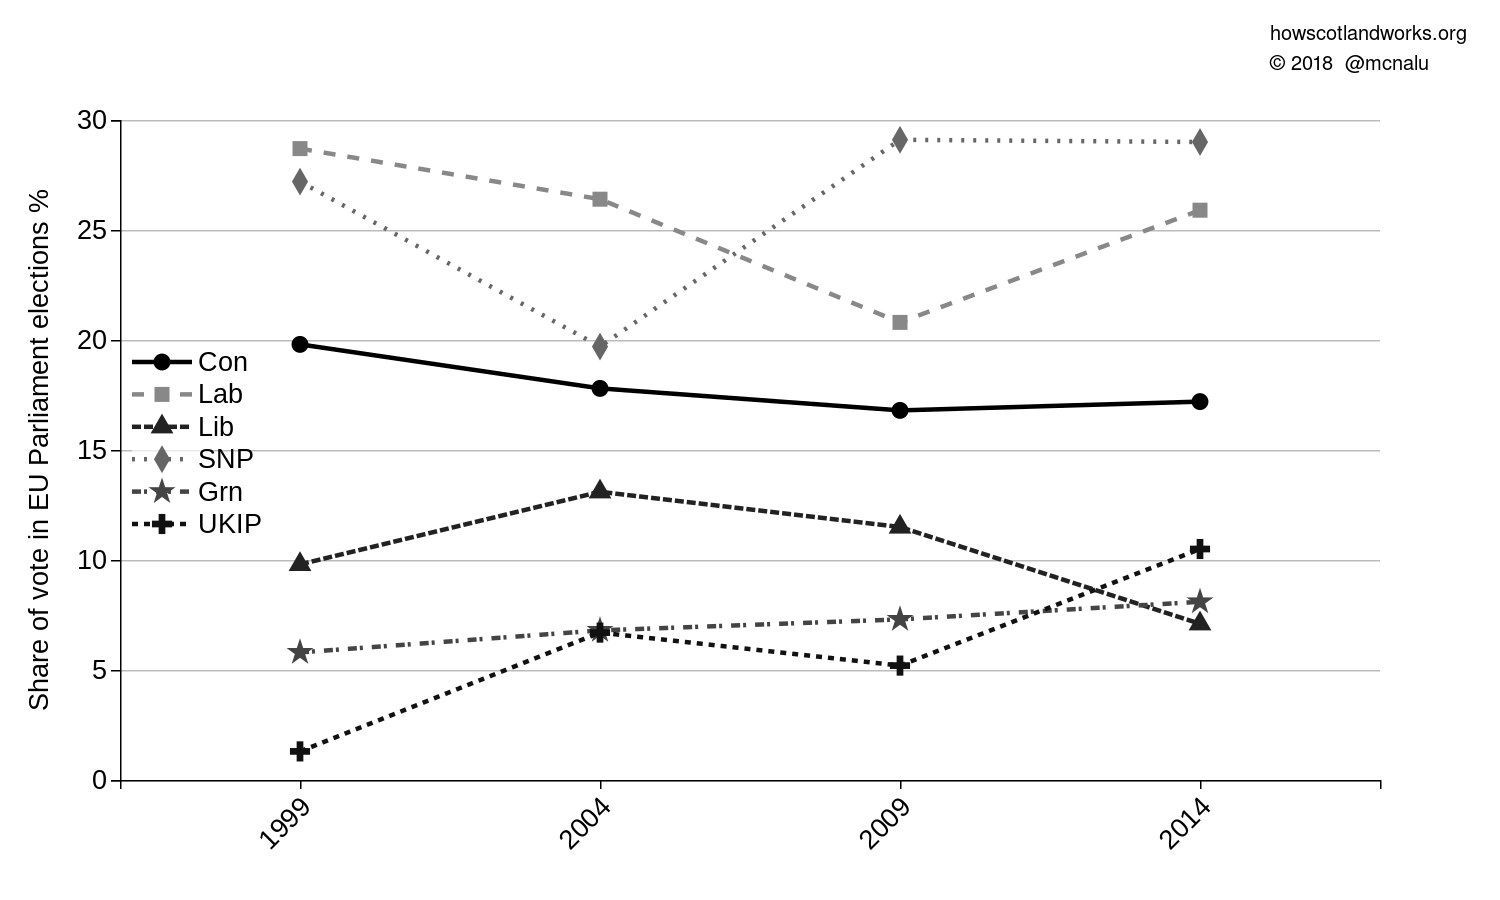 howscotlandworks.org
© 2018 @mcnalu
Share of vote in EU Parliament elections %
30
25
20
15
10
5
0
Con
Lab
Lib
SNP
Grn
UKIP
1999
2004
2009
2014